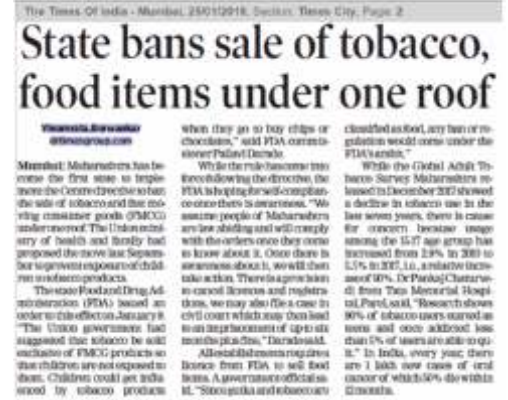 The Times Of India - Mumbai, 25/01/2018, Section: Times City, Page: 2
State bans sale of tobacco,
food items under one roof
@timesgroup.com
Mumbai: Maharashtra has be-
come the first state to imple-
ment the Centre directive to ban
the sale of tobacco and fast mo-
ving consumer goods (FMCG)
under one roof. The Union mini-
stry of health and family had
proposed the move last Septem-
ber to prevent exposure of child-
ren to tobacco products.
The state Food and Drug Ad-
ministration (FDA) issued an
order to this effect on January
"The Union government had
suggested that tobacco be sold
exclusive of FMCG products so
that children are not exposed to
them. Children could get influ-
enced by tobacco products
when they go to buy chips or
chocolates," said FDA commis-
sioner Pallavi Darade.
While the rule has come into
force following the directive, the
FDA is hoping for self-complian-
ce once there is awareness. "We
assume people of Maharashtra
are law abiding and will comply
with the orders once they come
to know about it. Once there is
awareness about it, we will then
take action. There is a provision
to cancel licences and registra-
tions, we may also file a case in
civil court which may then lead
to an imprisonment of up to six
months plus fine," Darade said.
All establishments require a
licence from FDA to sell food
items. A government official sa-
id, "Since gutka and tobacco are
classified as food, any ban or re-
gulation would come under the
FDA's ambit."
While the Global Adult To-
bacco Survey Maharashtra re-
leased in December 2017 showed
a decline in tobacco use in the
last seven years, there is cause
for concern because usage
among the 15-17 age group has
increased from 2.9% in 2010 to
5.5% in 2017, i.e., a relative incre-
ase of 90%. Dr Pankaj Chaturve-
di from Tata Memorial Hospi-
tal, Parel, said, "Research shows
90% of tobacco users started as
teens and once addicted less
than 5% of users are able to qu-
it." In India, every year, there
are 1 lakh new cases of oral
cancer of which 50% die within
12 months.